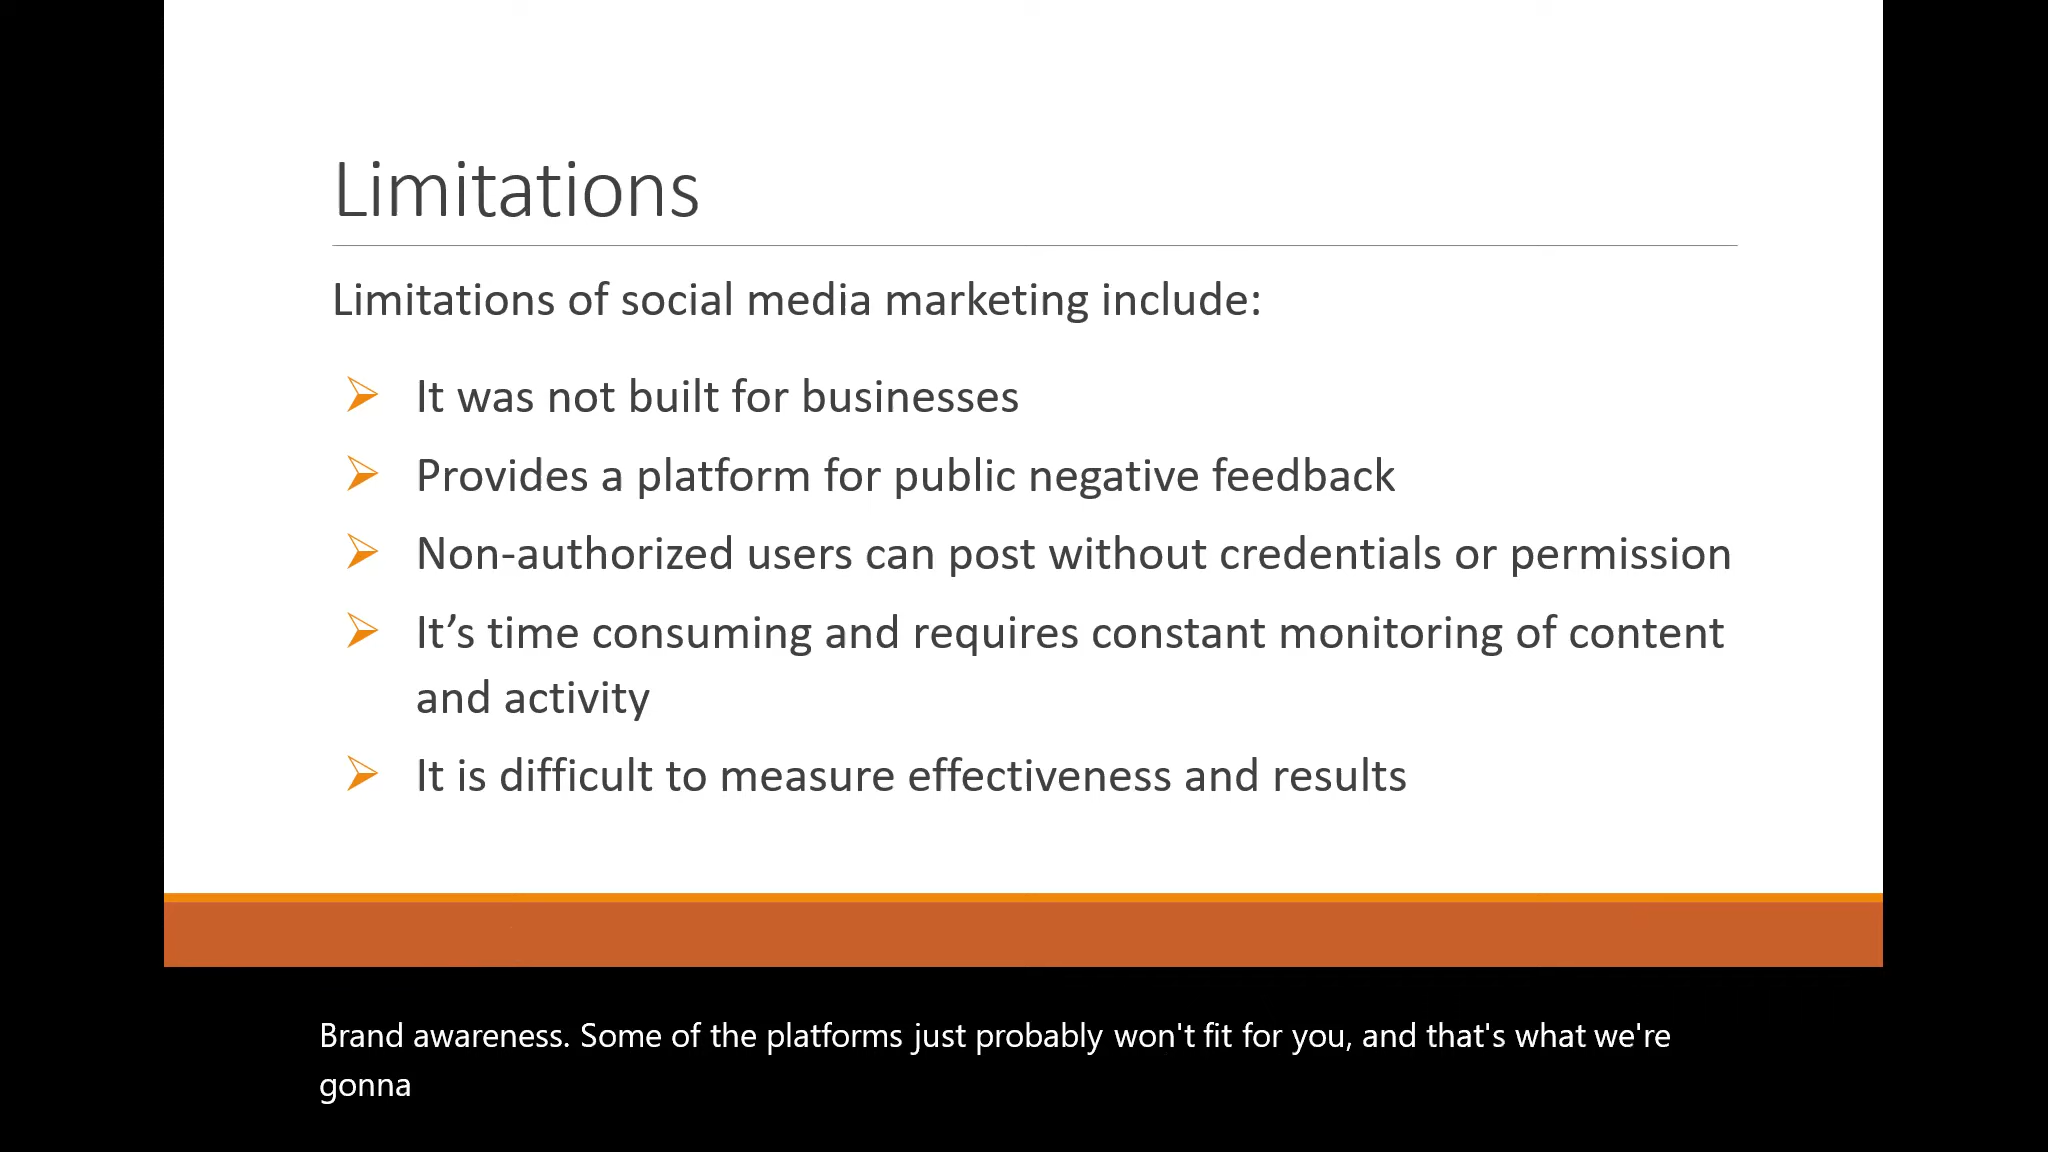 Limitations
Limitations of social media marketing include:
It was not built for businesses
Provides a platform for public negative feedback
Non-authorized users can post without credentials or permission
It’s time consuming and requires constant monitoring of content
and activity
It is difficult to measure effectiveness and results
Brand awareness. Some of the platforms just probably won't fit for you, and that's what we're
gonna